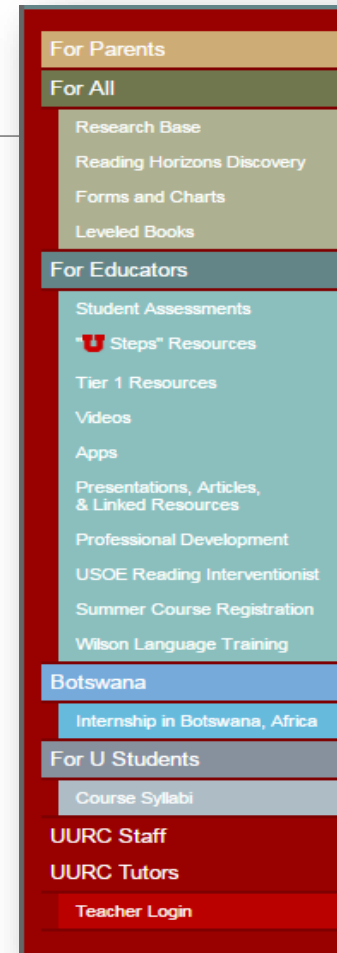 For Parents
For All
Research Base
Reading Horizons Discovery
Forms and Charts
Leveled Books
For Educators
Student Assessments
"U Steps" Resources
Tier 1 Resources
Videos
Apps
Presentations, Articles,
& Linked Resources
Professional Development
USOE Reading Interventionist
Summer Course Registration
Wilson Language Training
Botswana
Internship in Botswana, Africa
For U Students
Course Syllabi
UURC Staff
UURC Tutors
Teacher Login